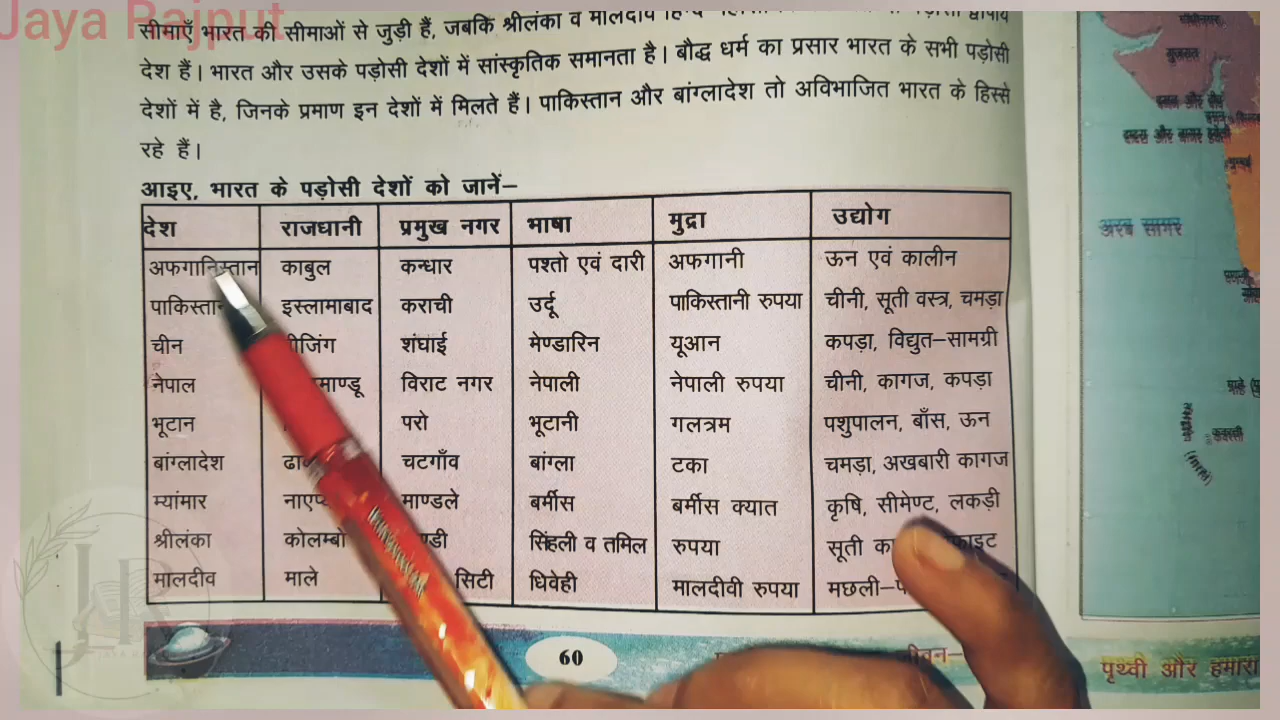 Jaya Rajput
सीमाएँ भारत की सीमाओं से जुड़ी हैं, जबकि श्रीलंका व मालदीव
देश हैं। भारत और उसके पड़ोसी देशों में सांस्कृतिक समानता है। बौद्ध धर्म का प्रसार भारत के सभी पड़ोसी
देशों में है, जिनके प्रमाण इन देशों में मिलते हैं। पाकिस्तान और बांग्लादेश तो अविभाजित भारत के हिस्से
रहे हैं।
आइए, भारत के पड़ोसी देशों को जानें–
देश राजधानी प्रमुख नगर भाषा मुद्रा उद्योग
अफगानिस्तान काबुल कन्धार पश्तो एवं दारी अफगानी ऊन एवं कालीन
पाकिस्तान इस्लामाबाद कराची उर्दू पाकिस्तानी रुपया चीनी, सूती वस्त्र, चमड़ा
चीन शंघाई मेण्डारिन यूआन कपड़ा, विद्युत–सामग्री
नेपाल विराट नगर नेपाली नेपाली रुपया चीनी, कागज, कपड़ा
भूटान परो भूटानी गलत्रम पशुपालन, बाँस, ऊन
बांग्लादेश चटगाँव बांग्ला टका चमड़ा, अखबारी कागज
म्यांमार माण्डले बर्मीस बर्मीस क्यात कृषि, सीमेण्ट, लकड़ी
श्रीलंका कोलम्बो सिंहली व तमिल रुपया सूती
मालदीव माले सिटी धिवेही मालदीवी रुपया मछली–
60
गुजरात
अरब सागर
पृथ्वी और हमारा